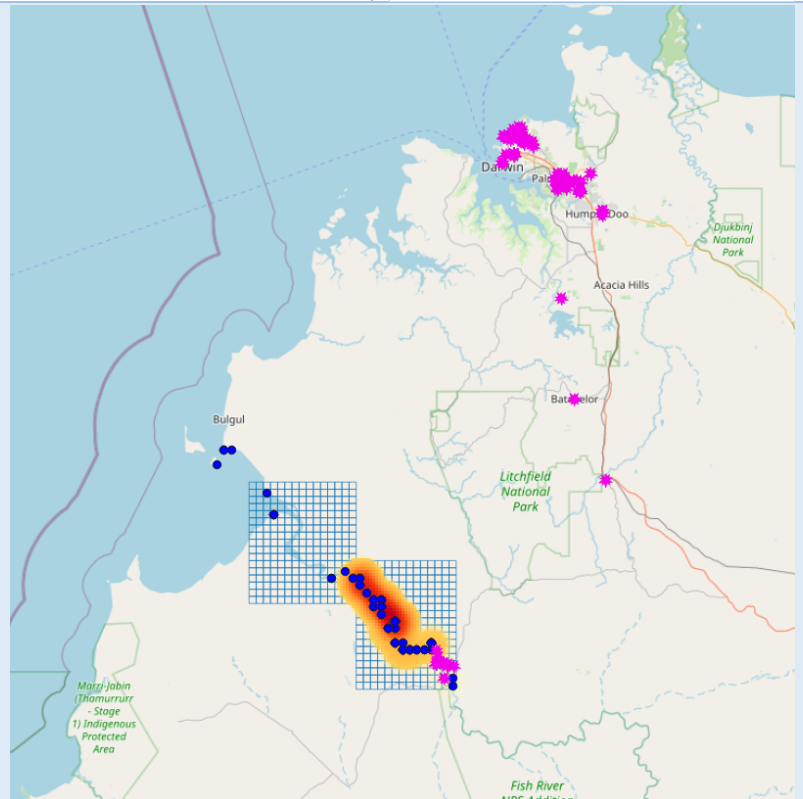 Darwin
Humpty Doo
Djukbinj
National
Park
Acacia Hills
Batchelor
Bulgul
Litchfield
National
Park
Marri-Jabin
(Thamurrurr
- Stage
1) Indigenous
Protected
Area
Fish River